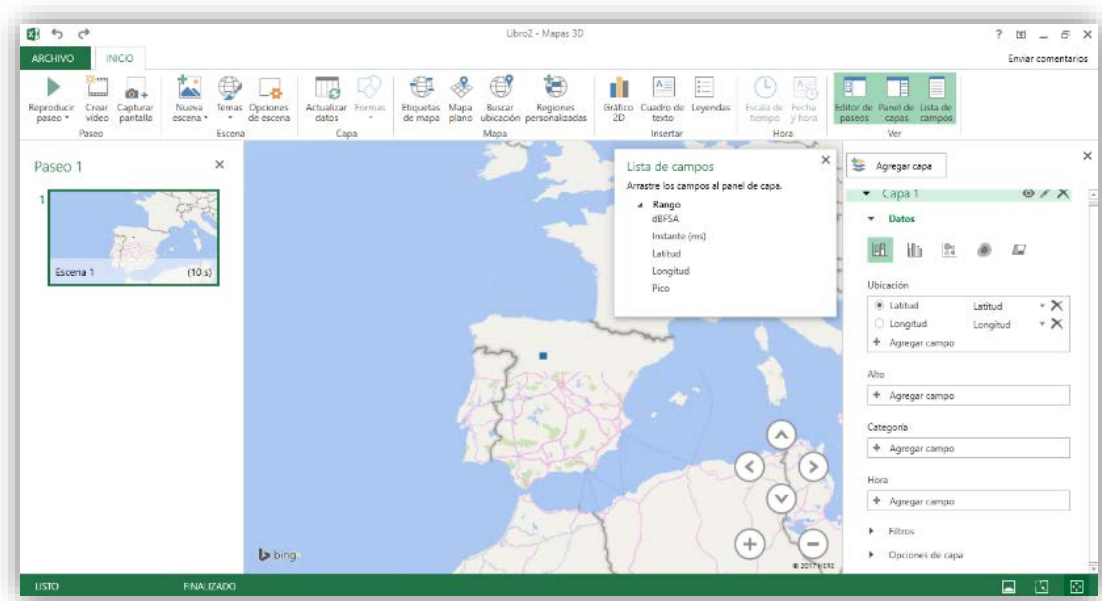 Libro2 - Mapas 3D
?
ARCHIVO
INICIO
Enviar comentarios
Reproducir paseo
Crear vídeo
Capturar pantalla
Nueva escena
Temas
Opciones de escena
Actualizar datos
Formas
Etiquetas de mapa
Mapa plano
Buscar ubicación
Regiones personalizadas
Gráfico 2D
Cuadro de texto
Leyendas
Escala de tiempo
Fecha y hora
Editor de paseos
Panel de capas
Lista de campos
Paseo
Escena
Capa
Mapa
Insertar
Hora
Ver
Paseo 1
1
Escena 1 (10 s)
Lista de campos
Arrastre los campos al panel de capa.
Rango
dBFSA
Instante (ms)
Latitud
Longitud
Pico
bing
© 2017 HERE
Agregar capa
Capa 1
Datos
Ubicación
Latitud Latitud
Longitud Longitud
+ Agregar campo
Alto
+ Agregar campo
Categoría
+ Agregar campo
Hora
+ Agregar campo
Filtros
Opciones de capa
LISTO FINALIZADO